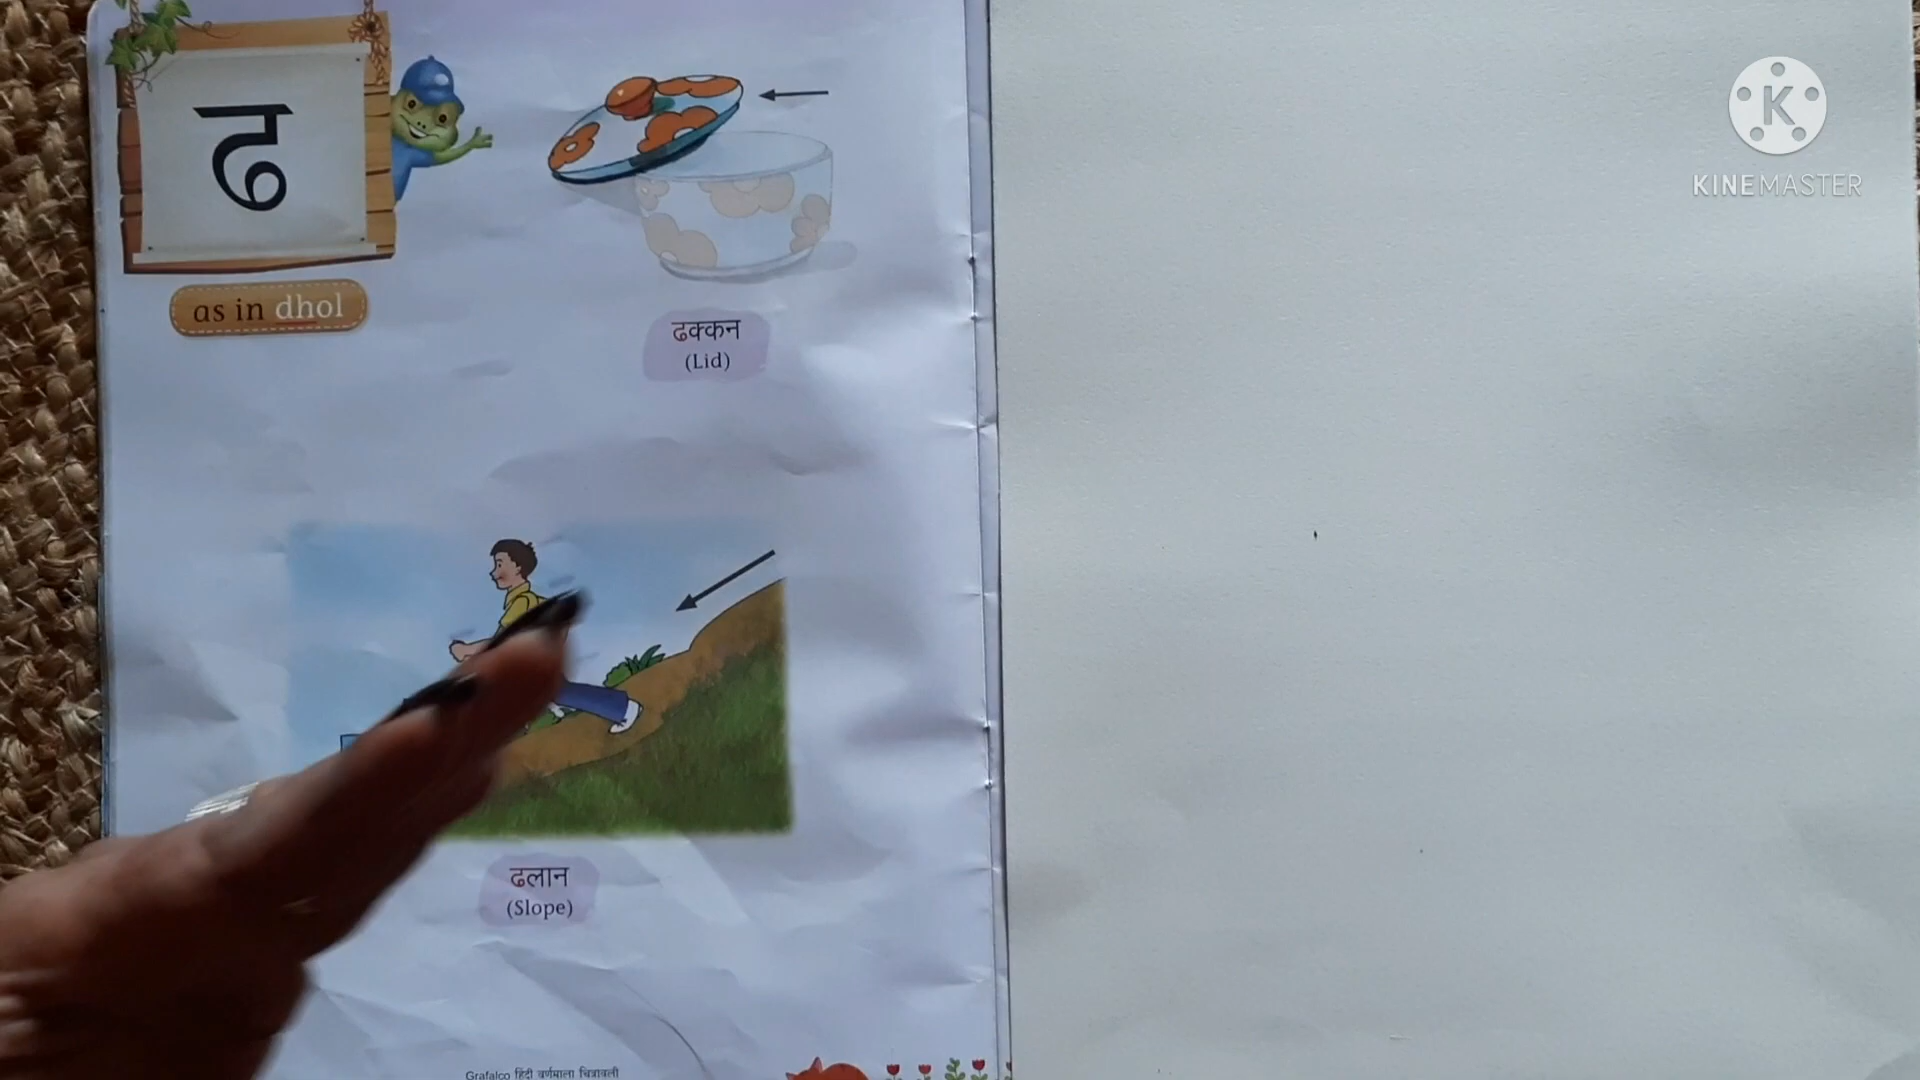 ढ
as in dhol
ढक्कन
(Lid)
ढलान
(Slope)
Grafalco हिंदी वर्णमाला चित्रावली
K
KINEMASTER